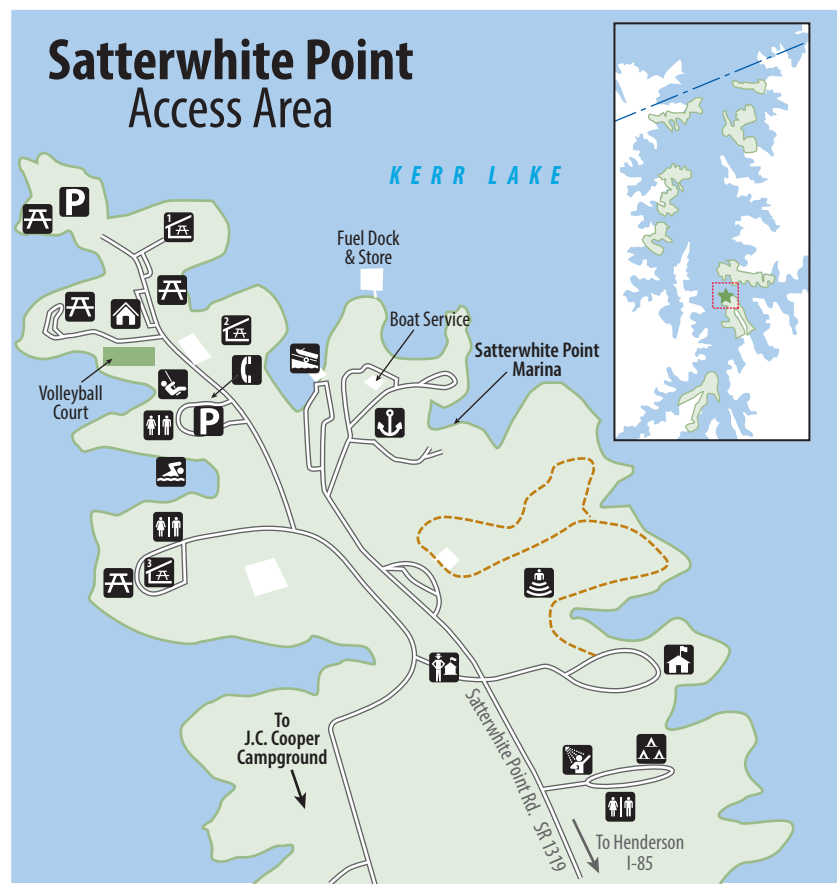 Satterwhite Point
Access Area
KERR LAKE
P
1
Fuel Dock
& Store
2
Boat Service
Satterwhite Point
Marina
Volleyball
Court
P
3
To
J.C. Cooper
Campground
Satterwhite Point Rd. SR 1319
To Henderson
I-85